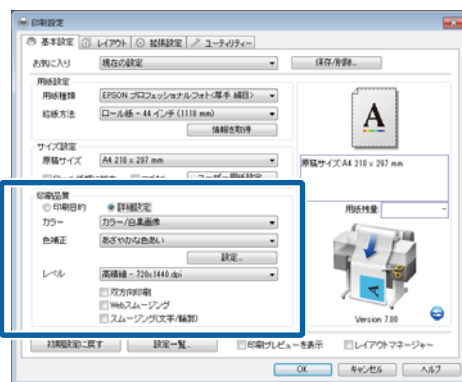 印刷設定
基本設定 レイアウト 拡張設定 ユーティリティー
お気に入り 現在の設定 保存/削除...
用紙設定
用紙種類 EPSON プロフェッショナルフォト<厚手 絹目>
給紙方法 ロール紙 - 44 インチ (1118 mm)
情報を取得
サイズ設定
原稿サイズ A4 210 x 297 mm
原稿サイズ:A4 210 x 297 mm
印刷品質
印刷目的 詳細設定
用紙残量: -
カラー カラー/白黒画像
色補正 あざやかな色あい
設定...
レベル 高精細 - 720x1440 dpi
双方向印刷
Webスムージング
スムージング(文字/輪郭)
Version 7.00
初期設定に戻す 設定一覧... 印刷プレビューを表示 レイアウトマネージャー
OK キャンセル ヘルプ